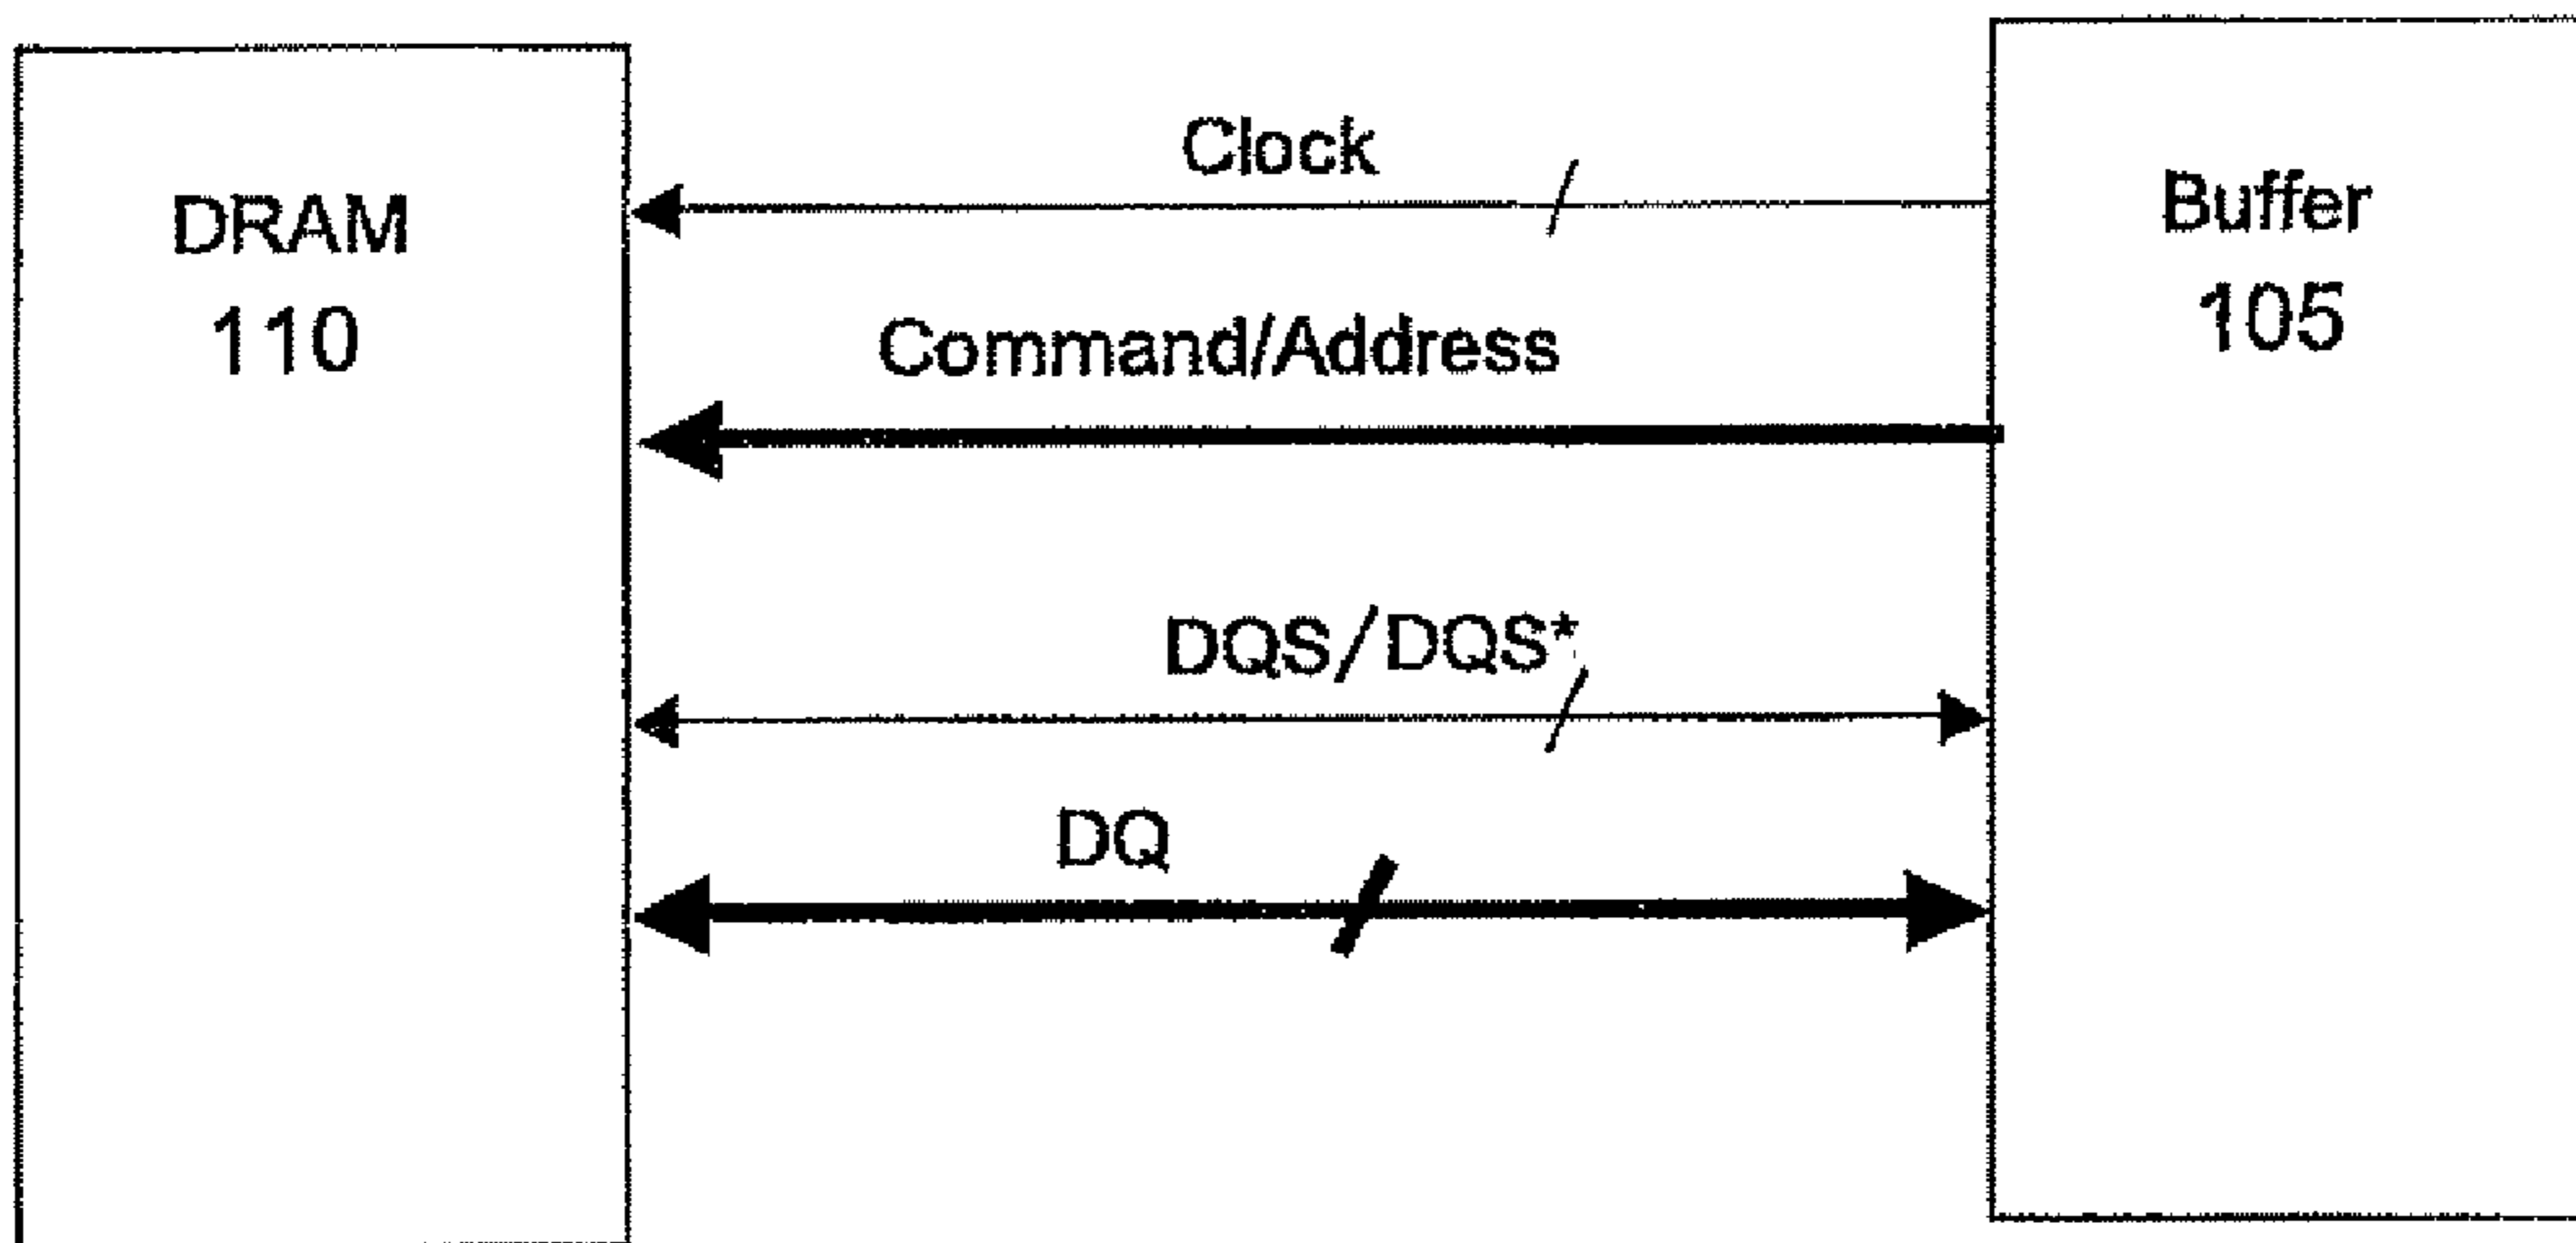 DRAM
110
Clock
Command/Address
DQS/DQS*
DQ
Buffer
105